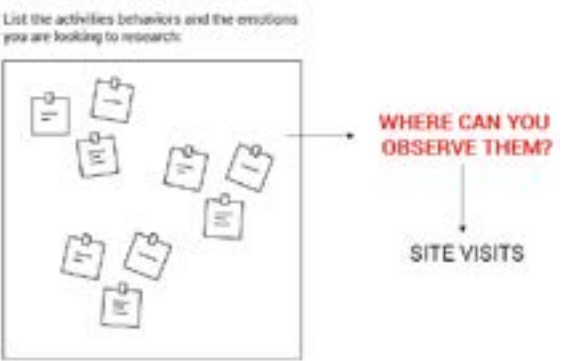 List the activities behaviors and the emotions
you are looking to research:
WHERE CAN YOU
OBSERVE THEM?
SITE VISITS